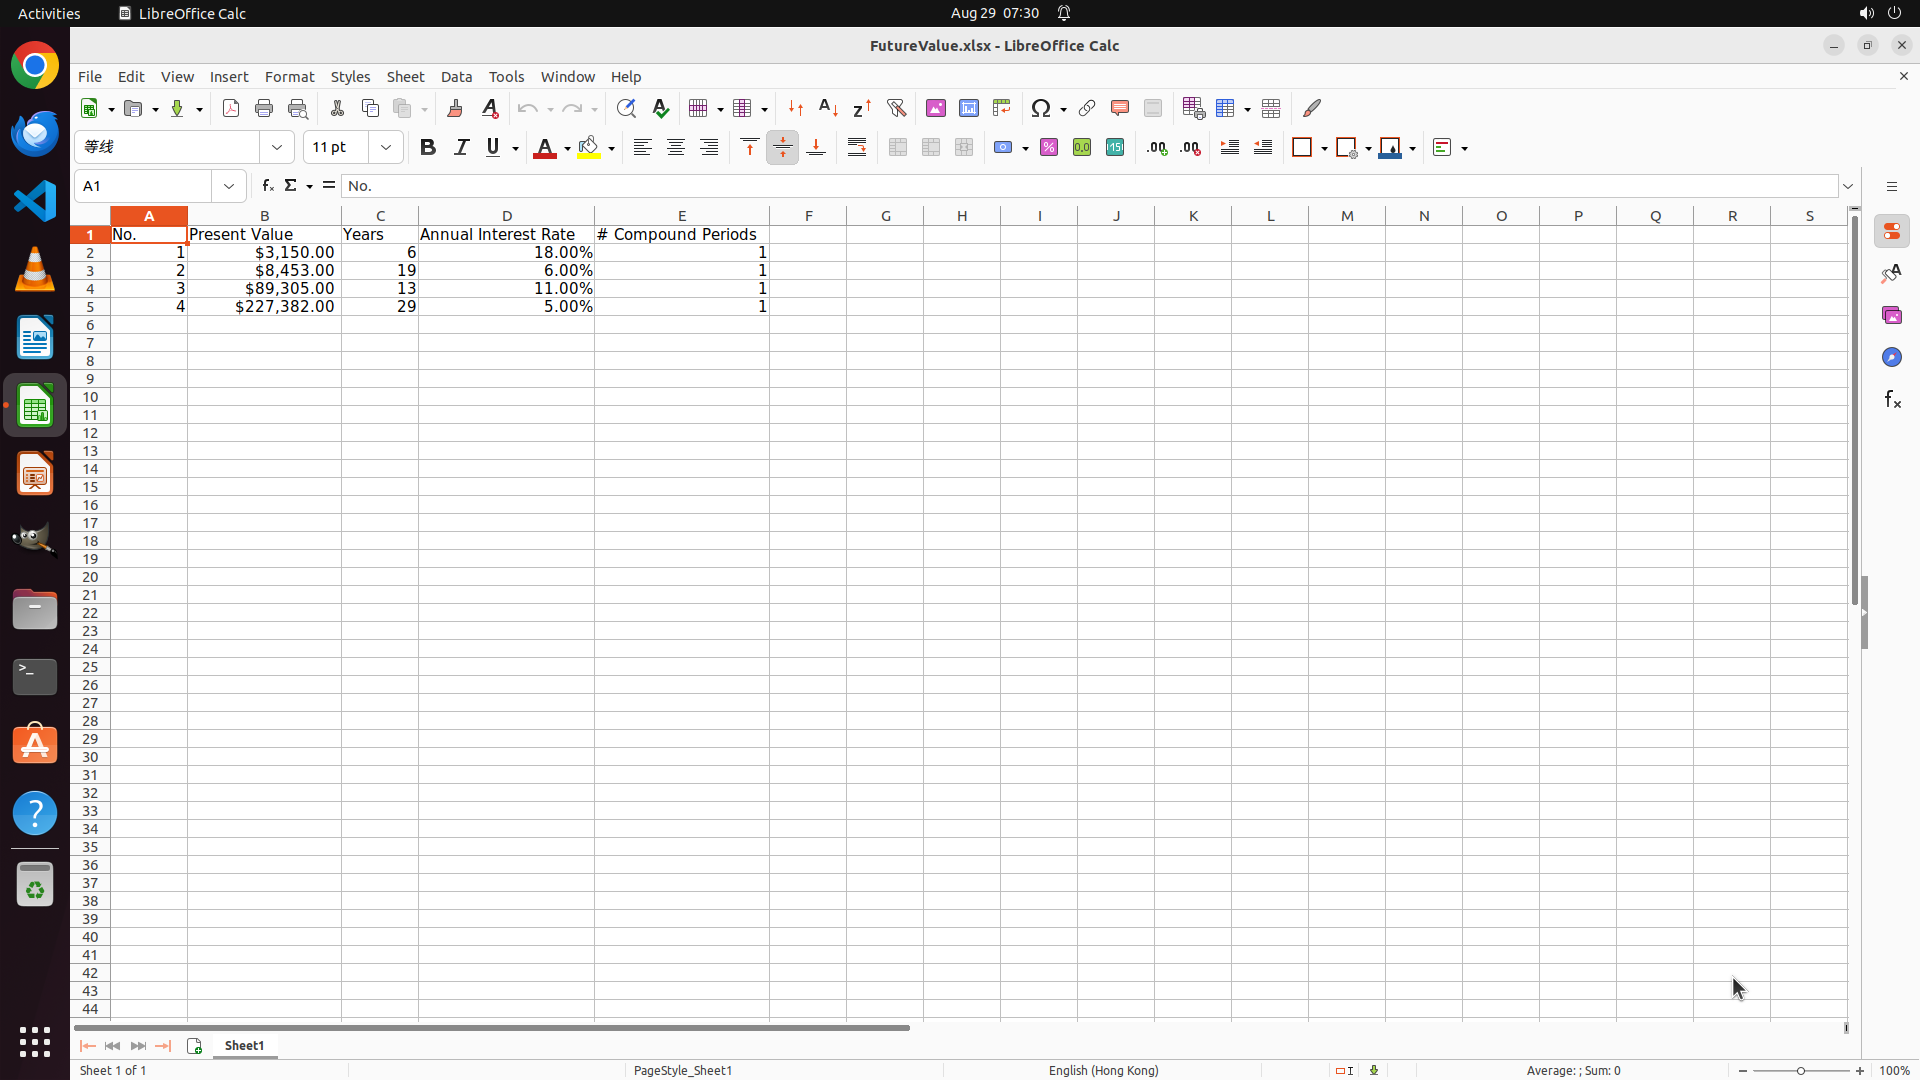 Activities
LibreOffice Calc
Aug 29 07:30
FutureValue.xlsx - LibreOffice Calc
File Edit View Insert Format Styles Sheet Data Tools Window Help
等线
11 pt
A1
No.
A B C D E F G H I J K L M N O P Q R S
1 No. Present Value Years Annual Interest Rate # Compound Periods
2 1 $3,150.00 6 18.00% 1
3 2 $8,453.00 19 6.00% 1
4 3 $89,305.00 13 11.00% 1
5 4 $227,382.00 29 5.00% 1
6
7
8
9
10
11
12
13
14
15
16
17
18
19
20
21
22
23
24
25
26
27
28
29
30
31
32
33
34
35
36
37
38
39
40
41
42
43
44
Sheet1
Sheet 1 of 1
PageStyle_Sheet1
English (Hong Kong)
Average: ; Sum: 0
100%